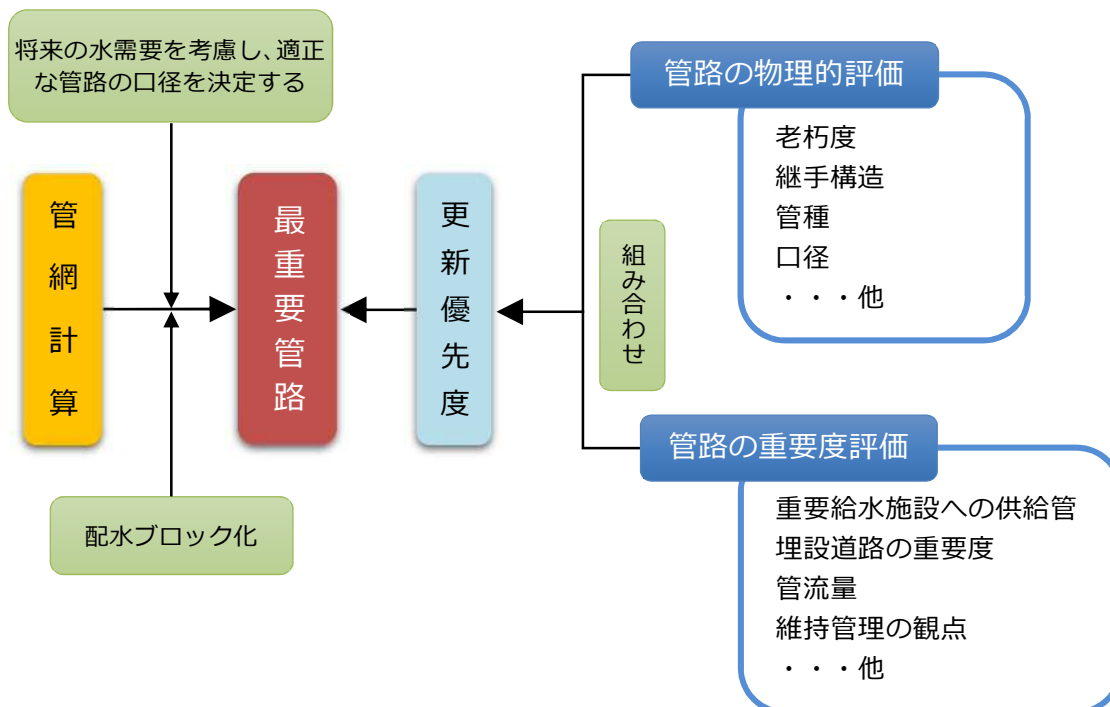 将来の水需要を考慮し、適正
な管路の口径を決定する
管網計算
最重要管路
更新優先度
配水ブロック化
組み合わせ
管路の物理的評価
老朽度
継手構造
管種
口径
・・・他
管路の重要度評価
重要給水施設への供給管
埋設道路の重要度
管流量
維持管理の観点
・・・他